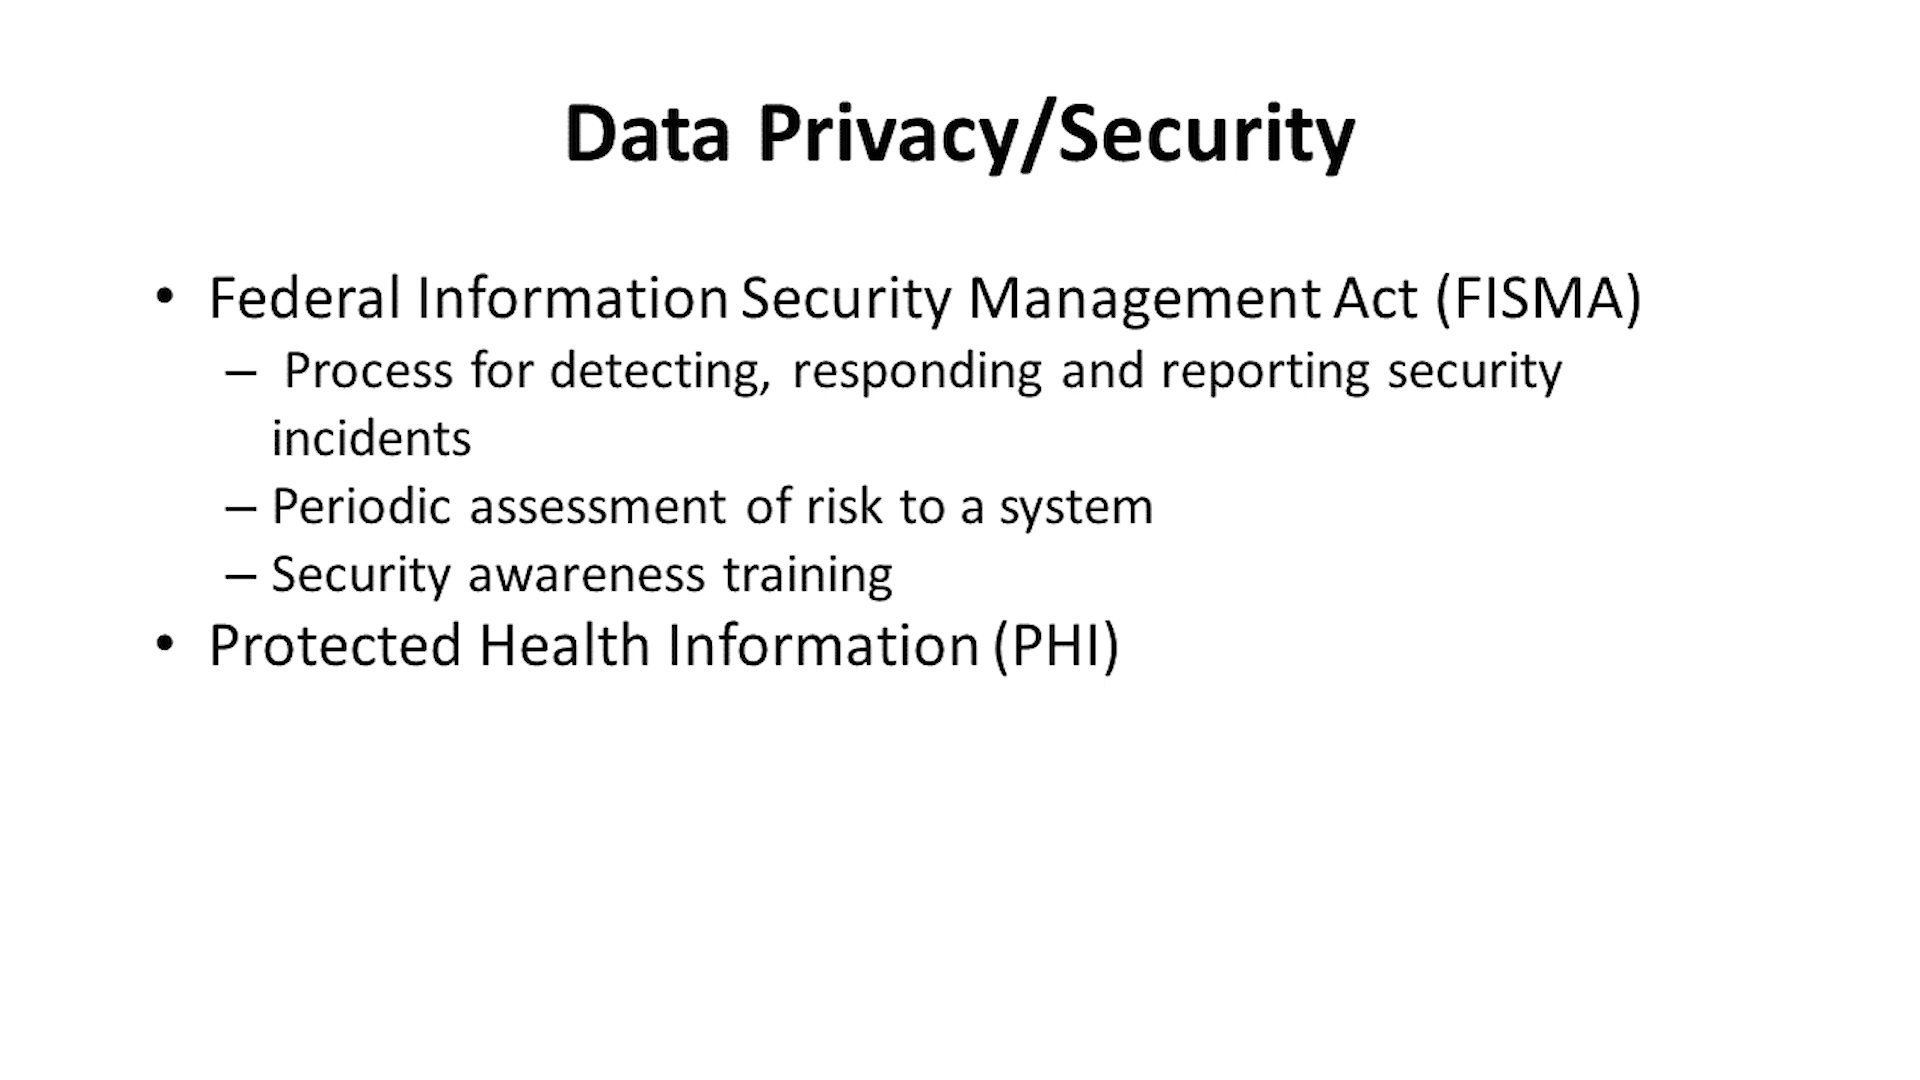 Data Privacy/Security
• Federal Information Security Management Act (FISMA)
– Process for detecting, responding and reporting security
incidents
– Periodic assessment of risk to a system
– Security awareness training
• Protected Health Information (PHI)